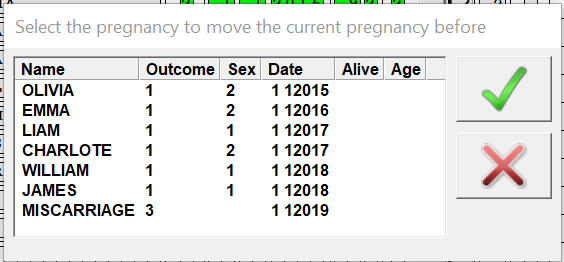 Select the pregnancy to move the current pregnancy before
Name Outcome Sex Date Alive Age
OLIVIA 1 2 1 12015
EMMA 1 2 1 12016
LIAM 1 1 1 12017
CHARLOTE 1 2 1 12017
WILLIAM 1 1 1 12018
JAMES 1 1 1 12018
MISCARRIAGE 3 1 12019